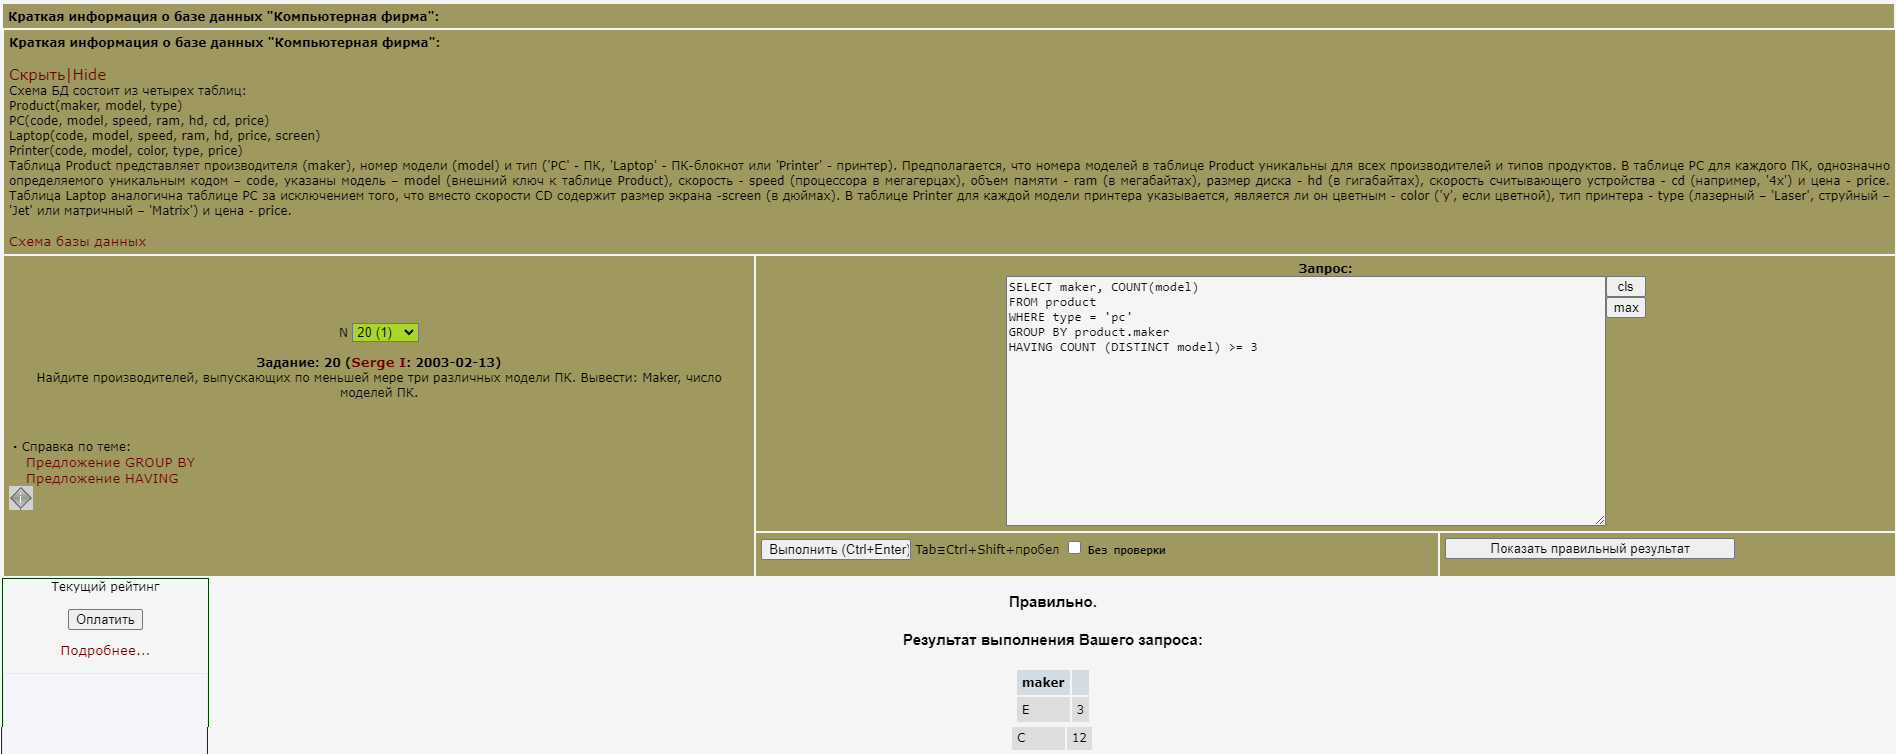 Краткая информация о базе данных "Компьютерная фирма":
Краткая информация о базе данных "Компьютерная фирма":
Скрыть|Hide
Схема БД состоит из четырех таблиц:
Product(maker, model, type)
PC(code, model, speed, ram, hd, cd, price)
Laptop(code, model, speed, ram, hd, price, screen)
Printer(code, model, color, type, price)
Таблица Product представляет производителя (maker), номер модели (model) и тип ('PC' - ПК, 'Laptop' - ПК-блокнот или 'Printer' - принтер). Предполагается, что номера моделей в таблице Product уникальны для всех производителей и типов продуктов. В таблице PC для каждого ПК, однозначно
определяемого уникальным кодом – code, указаны модель – model (внешний ключ к таблице Product), скорость - speed (процессора в мегагерцах), объем памяти - ram (в мегабайтах), размер диска - hd (в гигабайтах), скорость считывающего устройства - cd (например, '4x') и цена - price.
Таблица Laptop аналогична таблице РС за исключением того, что вместо скорости CD содержит размер экрана -screen (в дюймах). В таблице Printer для каждой модели принтера указывается, является ли он цветным - color ('y', если цветной), тип принтера - type (лазерный – 'Laser', струйный –
'Jet' или матричный – 'Matrix') и цена - price.
Схема базы данных
N 20 (1)
Задание: 20 (Serge I: 2003-02-13)
Найдите производителей, выпускающих по меньшей мере три различных модели ПК. Вывести: Maker, число
моделей ПК.
· Справка по теме:
Предложение GROUP BY
Предложение HAVING
Запрос:
SELECT maker, COUNT(model)
FROM product
WHERE type = 'pc'
GROUP BY product.maker
HAVING COUNT (DISTINCT model) >= 3
cls
max
Выполнить (Ctrl+Enter) Tab≡Ctrl+Shift+пробел Без проверки
Показать правильный результат
Текущий рейтинг
Оплатить
Подробнее...
Правильно.
Результат выполнения Вашего запроса:
maker
E 3
C 12